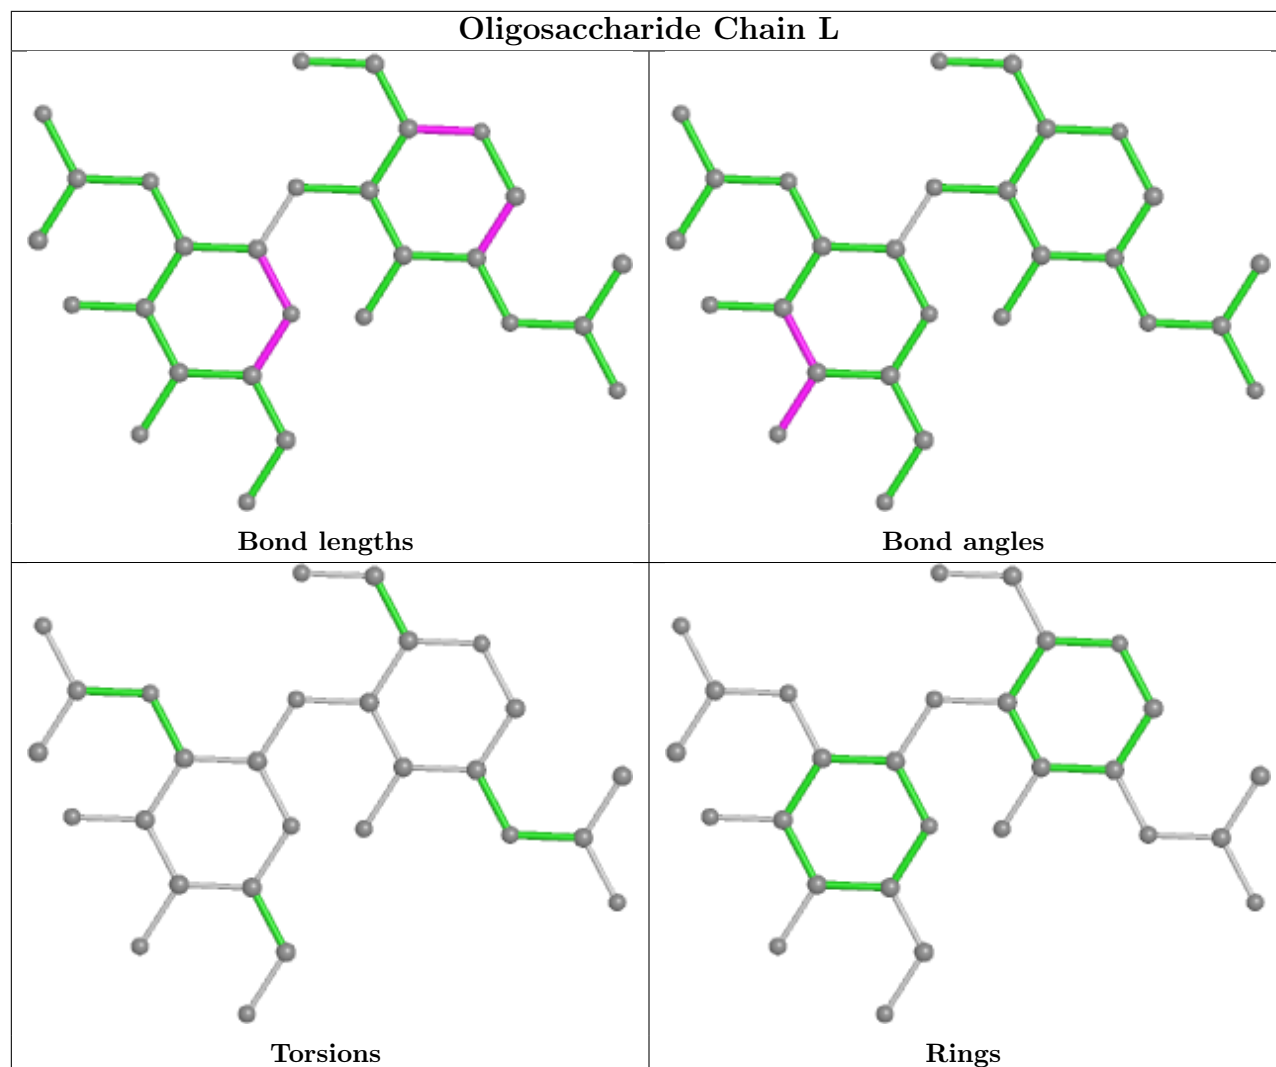 Oligosaccharide Chain L
Bond lengths
Bond angles
Torsions
Rings